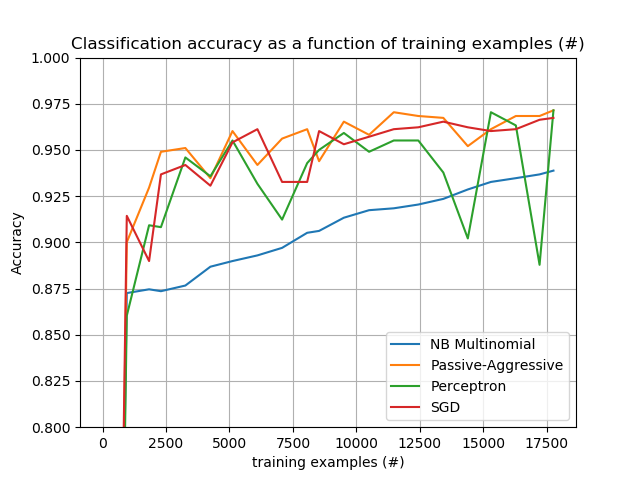 Classification accuracy as a function of training examples (#)
1.000
0.975
0.950
0.925
0.900
0.875
0.850
0.825
0.800
Accuracy
NB Multinomial
Passive-Aggressive
Perceptron
SGD
0 2500 5000 7500 10000 12500 15000 17500
training examples (#)